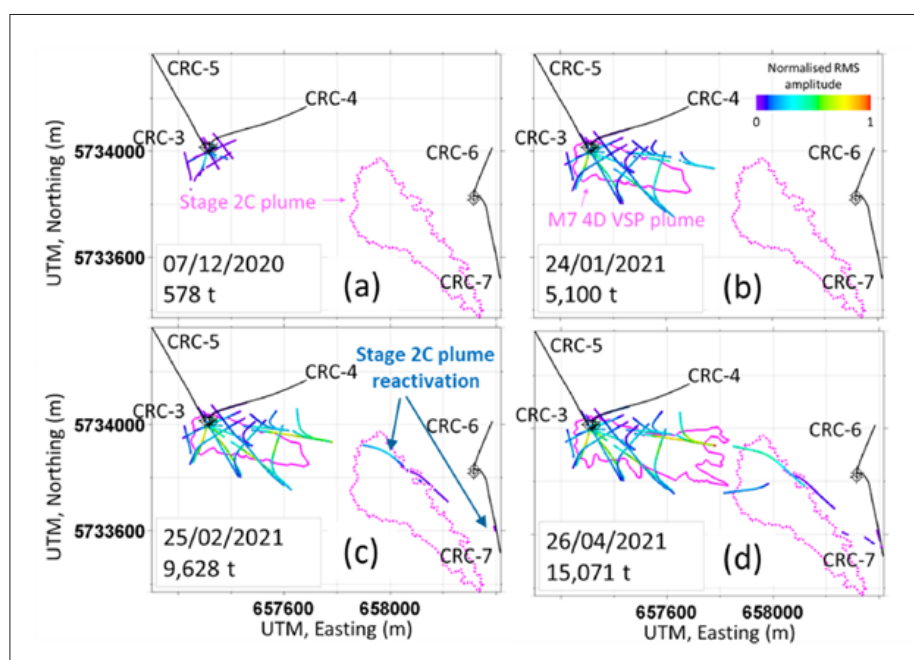 CRC-5
CRC-4
CRC-3
5734000
UTM, Northing (m)
Stage 2C plume
5733600
CRC-6
CRC-7
07/12/2020
578 t
(a)
CRC-5
Normalised RMS
amplitude
0
1
CRC-4
CRC-3
CRC-6
M7 4D VSP plume
CRC-7
24/01/2021
5,100 t
(b)
CRC-5
Stage 2C plume
reactivation
CRC-4
CRC-3
5734000
UTM, Northing (m)
CRC-6
5733600
CRC-7
25/02/2021
9,628 t
(c)
657600
658000
UTM, Easting (m)
CRC-5
CRC-4
CRC-3
CRC-6
CRC-7
26/04/2021
15,071 t
(d)
657600
658000
UTM, Easting (m)